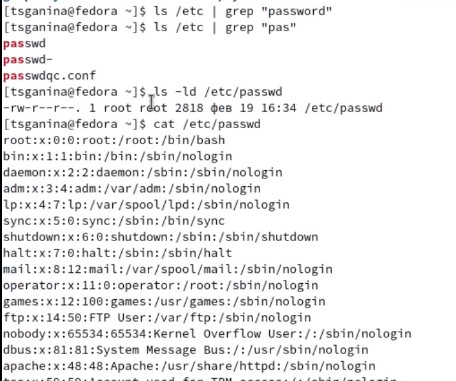 [tsganina@fedora ~]$ ls /etc | grep "password"
[tsganina@fedora ~]$ ls /etc | grep "pas"
passwd
passwd-
passwdqc.conf
[tsganina@fedora ~]$ ls -ld /etc/passwd
-rw-r--r--. 1 root root 2818 фев 19 16:34 /etc/passwd
[tsganina@fedora ~]$ cat /etc/passwd
root:x:0:0:root:/root:/bin/bash
bin:x:1:1:bin:/bin:/sbin/nologin
daemon:x:2:2:daemon:/sbin:/sbin/nologin
adm:x:3:4:adm:/var/adm:/sbin/nologin
lp:x:4:7:lp:/var/spool/lpd:/sbin/nologin
sync:x:5:0:sync:/sbin:/bin/sync
shutdown:x:6:0:shutdown:/sbin:/sbin/shutdown
halt:x:7:0:halt:/sbin:/sbin/halt
mail:x:8:12:mail:/var/spool/mail:/sbin/nologin
operator:x:11:0:operator:/root:/sbin/nologin
games:x:12:100:games:/usr/games:/sbin/nologin
ftp:x:14:50:FTP User:/var/ftp:/sbin/nologin
nobody:x:65534:65534:Kernel Overflow User:/:/sbin/nologin
dbus:x:81:81:System Message Bus:/:/usr/sbin/nologin
apache:x:48:48:Apache:/usr/share/httpd:/sbin/nologin